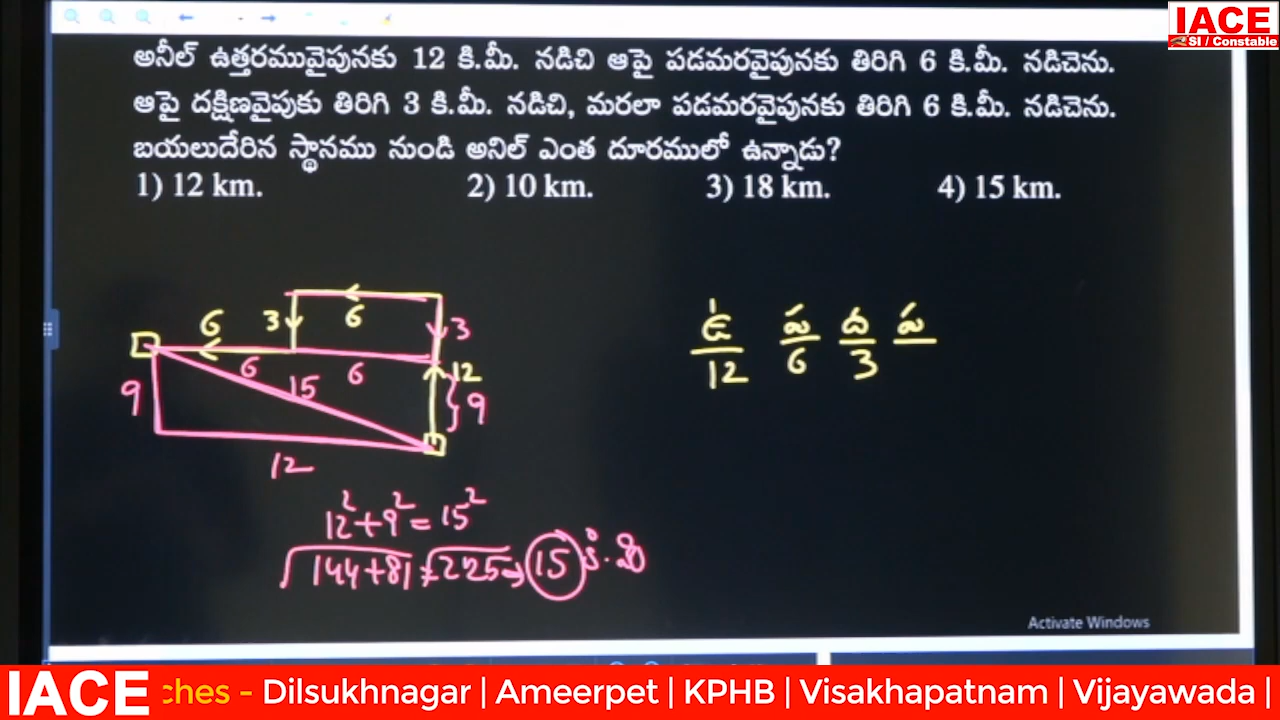 IACE
SI / Constable
అనీల్ ఉత్తరమువైపునకు 12 కి.మీ. నడిచి ఆపై పడమరవైపునకు తిరిగి 6 కి.మీ. నడిచెను.
ఆపై దక్షిణవైపుకు తిరిగి 3 కి.మీ. నడిచి, మరలా పడమరవైపునకు తిరిగి 6 కి.మీ. నడిచెను.
బయలుదేరిన స్థానము నుండి అనిల్ ఎంత దూరములో ఉన్నాడు?
1) 12 km. 2) 10 km. 3) 18 km. 4) 15 km.
6 3 6 3
ఉ ప ద ప
12 6 3
6 6 12
9 15 9
12
12² + 9² = 15²
√144+81 = √225 → 15 కి.మీ
Activate Windows
IACE ches - Dilsukhnagar | Ameerpet | KPHB | Visakhapatnam | Vijayawada |